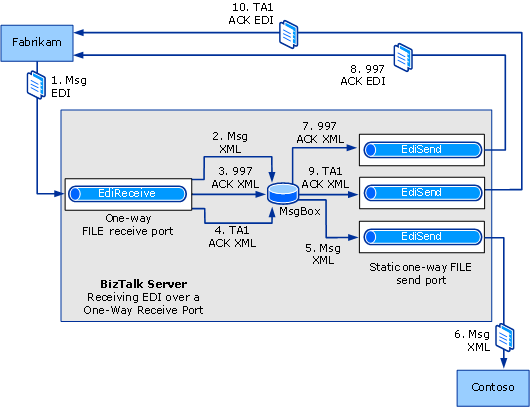 10. TA1
ACK EDI
Fabrikam
8. 997
ACK EDI
1. Msg
EDI
2. Msg
XML
7. 997
ACK XML
EdiSend
3. 997
ACK XML
9. TA1
ACK XML
EdiReceive
EdiSend
MsgBox
One-way
FILE receive port
4. TA1
ACK XML
5. Msg
XML
EdiSend
Static one-way FILE
send port
BizTalk Server
Receiving EDI over a
One-Way Receive Port
6. Msg
XML
Contoso